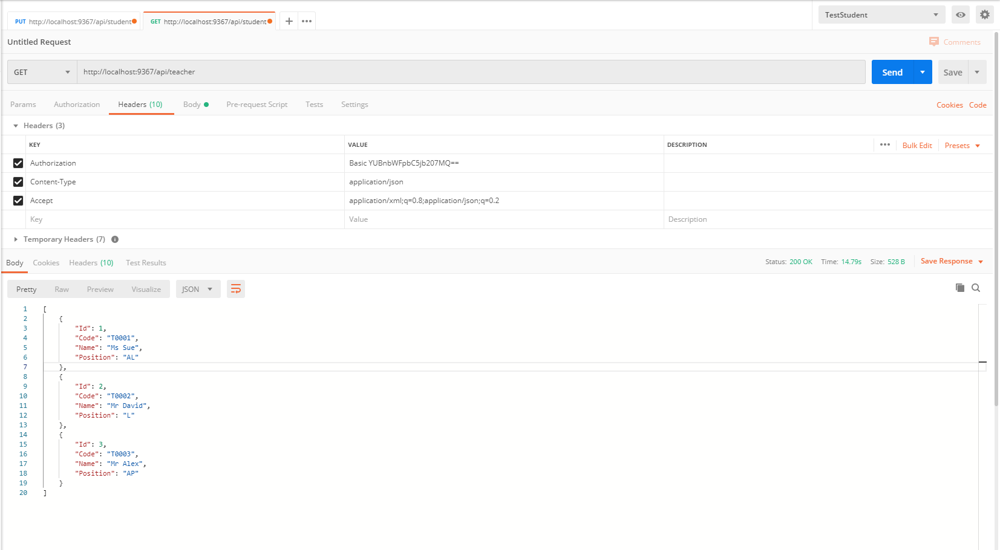 PUT http://localhost:9367/api/student GET http://localhost:9367/api/student + ••• TestStudent
Untitled Request Comments
GET http://localhost:9367/api/teacher Send Save
Params Authorization Headers (10) Body Pre-request Script Tests Settings Cookies Code
Headers (3)
KEY VALUE DESCRIPTION ••• Bulk Edit Presets
Authorization Basic YUBnbWFpbC5jb207MQ==
Content-Type application/json
Accept application/xml;q=0.8;application/json;q=0.2
Key Value Description
Temporary Headers (7)
Body Cookies Headers (10) Test Results Status: 200 OK Time: 14.79s Size: 528 B Save Response
Pretty Raw Preview Visualize JSON
1 [
2 {
3 "Id": 1,
4 "Code": "T0001",
5 "Name": "Ms Sue",
6 "Position": "AL"
7 },
8 {
9 "Id": 2,
10 "Code": "T0002",
11 "Name": "Mr David",
12 "Position": "L"
13 },
14 {
15 "Id": 3,
16 "Code": "T0003",
17 "Name": "Mr Alex",
18 "Position": "AP"
19 }
20 ]